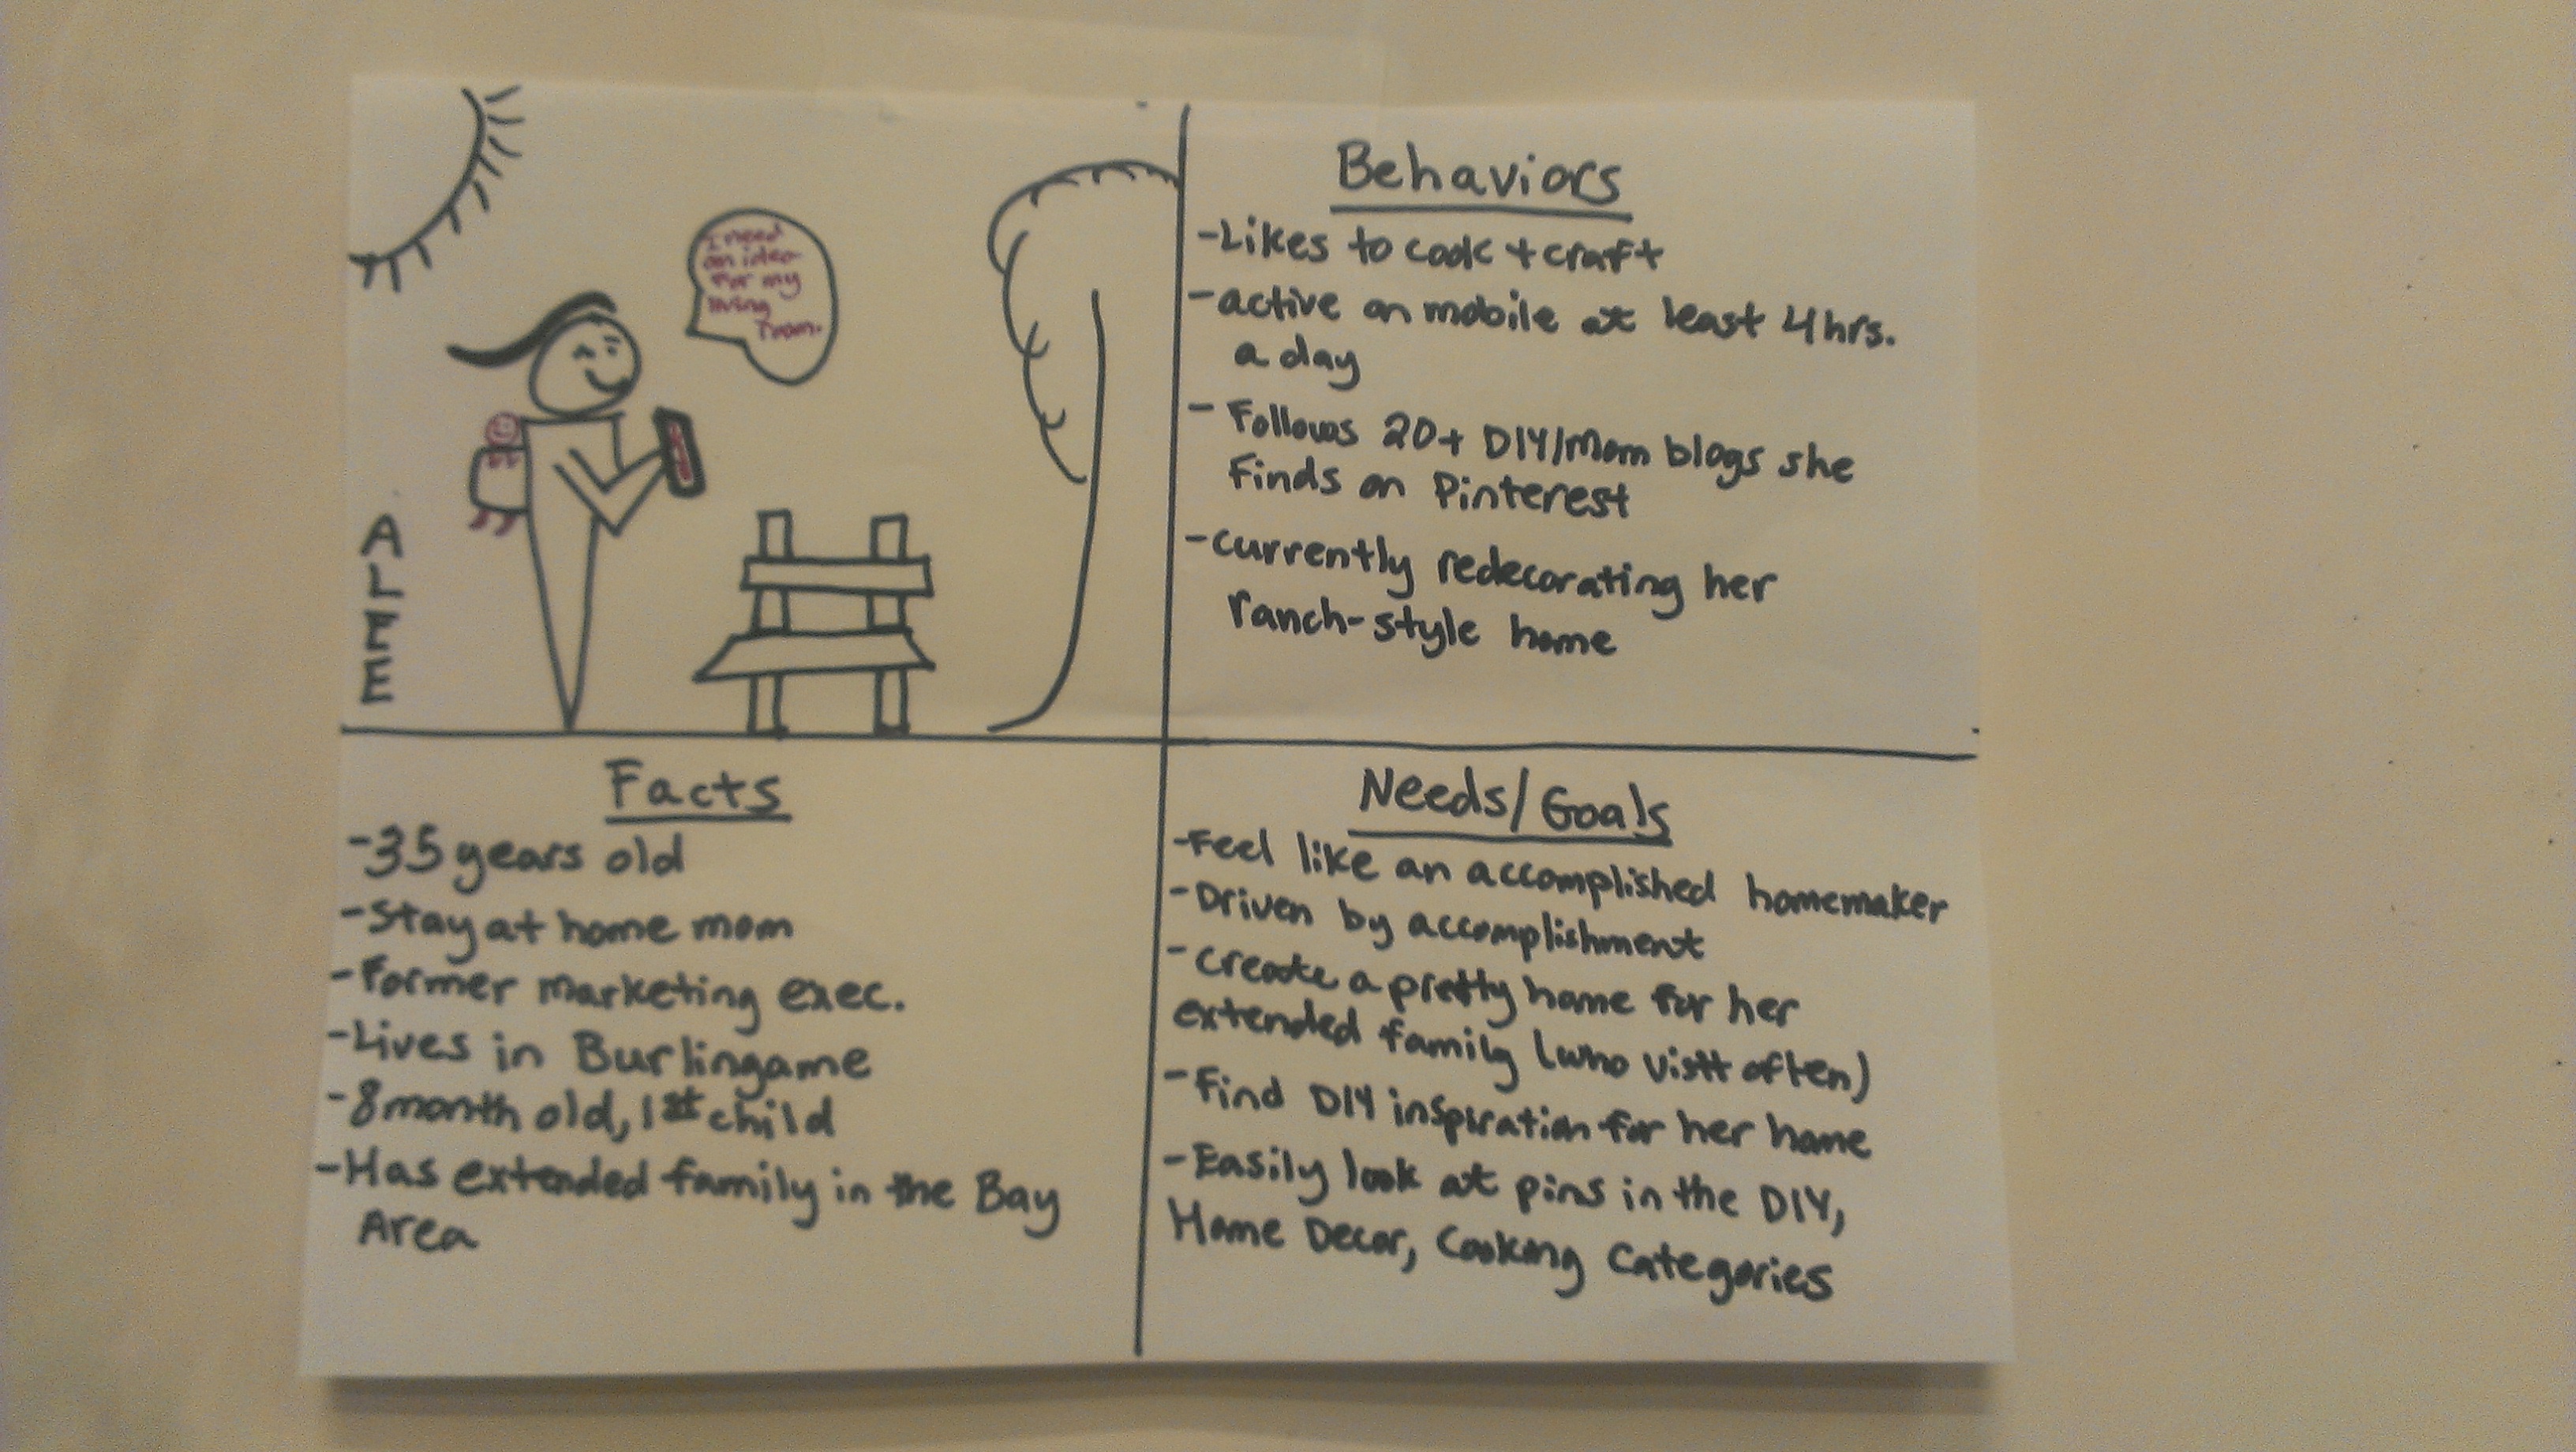 ALEE
I need
an idea
for my
living
room.
Behaviors
-Likes to cook + craft
-active on mobile at least 4hrs.
a day
- Follows 20+ DIY/Mom blogs she
finds on Pinterest
-currently redecorating her
ranch-style home
Facts
-35 years old
-Stay at home mom
-Former marketing exec.
-Lives in Burlingame
-8 month old, 1st child
-Has extended family in the Bay
Area
Needs/Goals
-Feel like an accomplished homemaker
-Driven by accomplishment
-Create a pretty home for her
extended family (who visit often)
-Find DIY inspiration for her home
-Easily look at pins in the DIY,
Home Decor, Cooking Categories